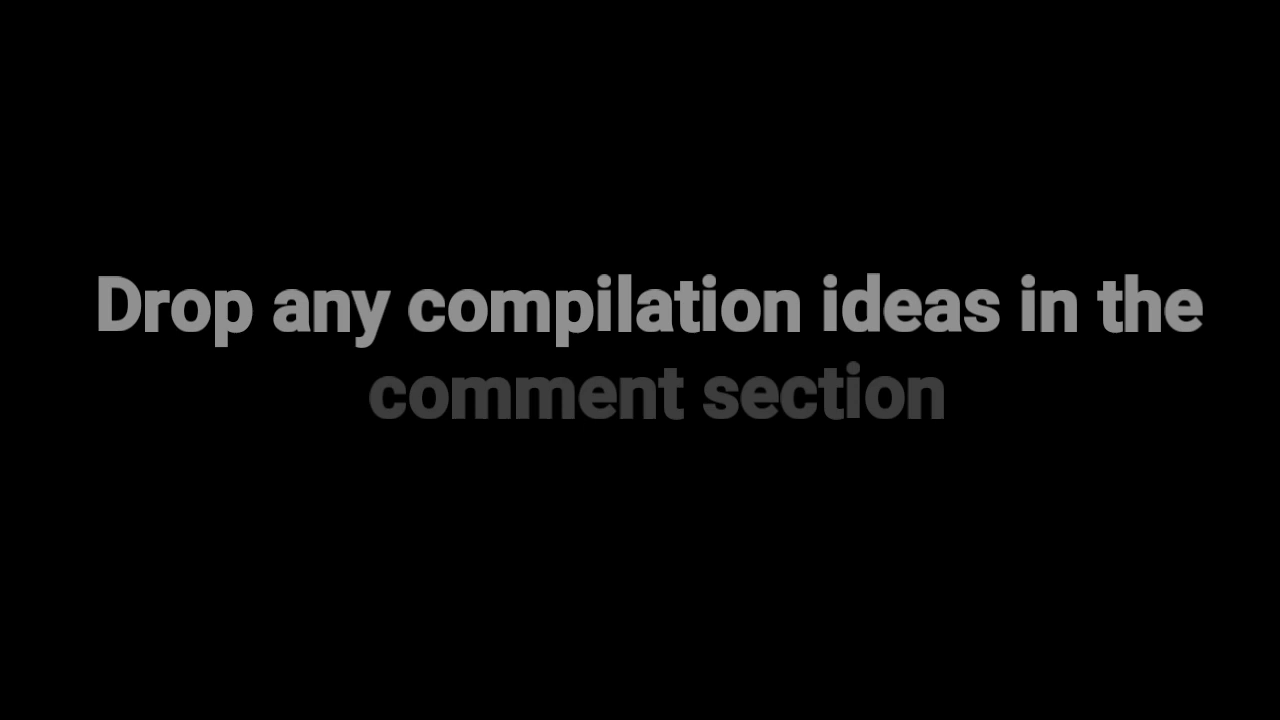 Drop any compilation ideas in the
comment section